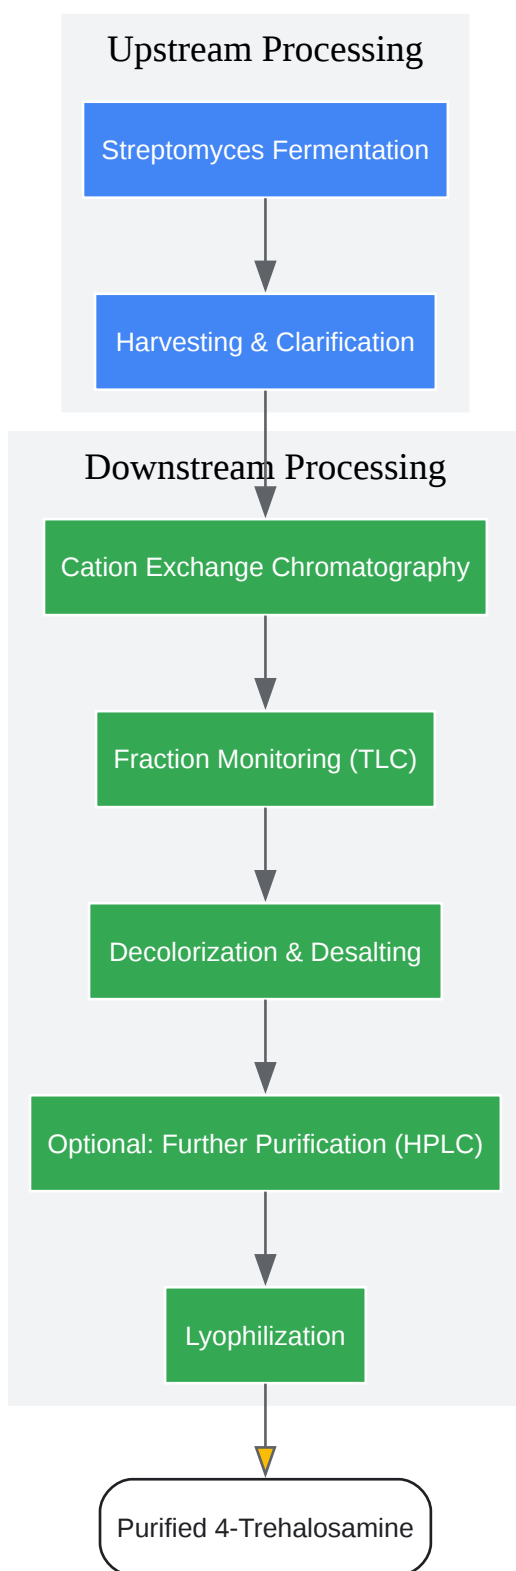 Upstream Processing
Streptomyces Fermentation
Harvesting & Clarification
Downstream Processing
Cation Exchange Chromatography
Fraction Monitoring (TLC)
Decolorization & Desalting
Optional: Further Purification (HPLC)
Lyophilization
Purified 4-Trehalosamine